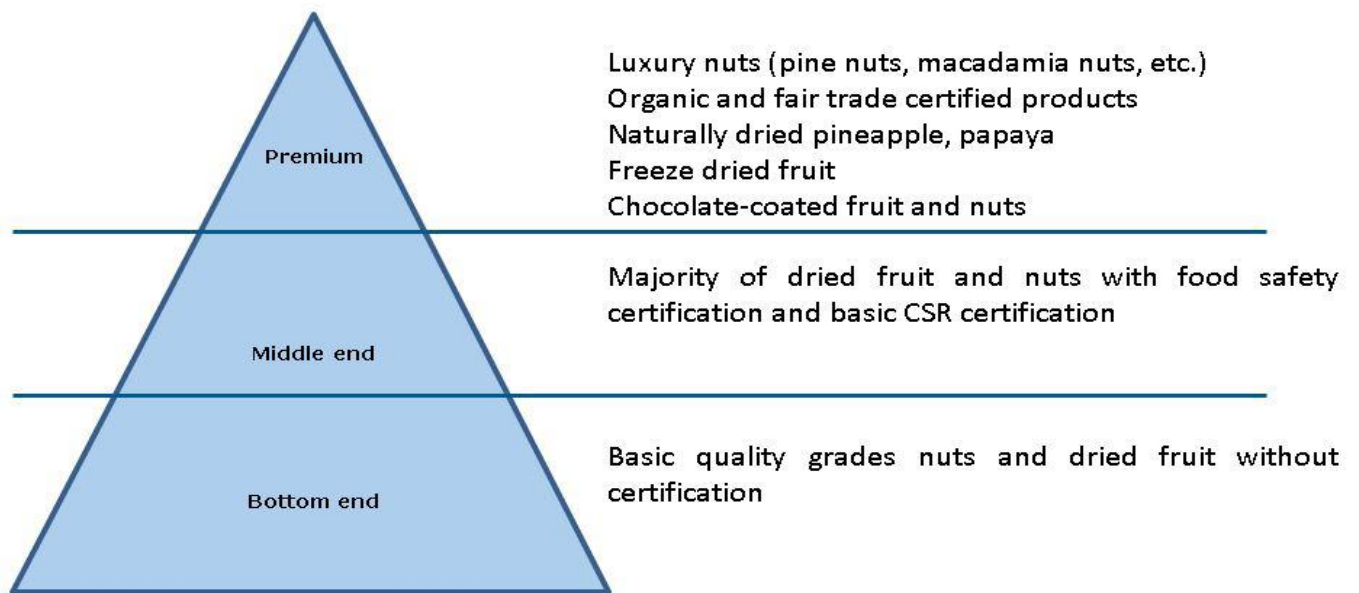 Luxury nuts (pine nuts, macadamia nuts, etc.)
Organic and fair trade certified products
Naturally dried pineapple, papaya
Premium
Freeze dried fruit
Chocolate-coated fruit and nuts
Majority of dried fruit and nuts with food safety
certification and basic CSR certification
Middle end
Basic quality grades nuts and dried fruit without
certification
Bottom end